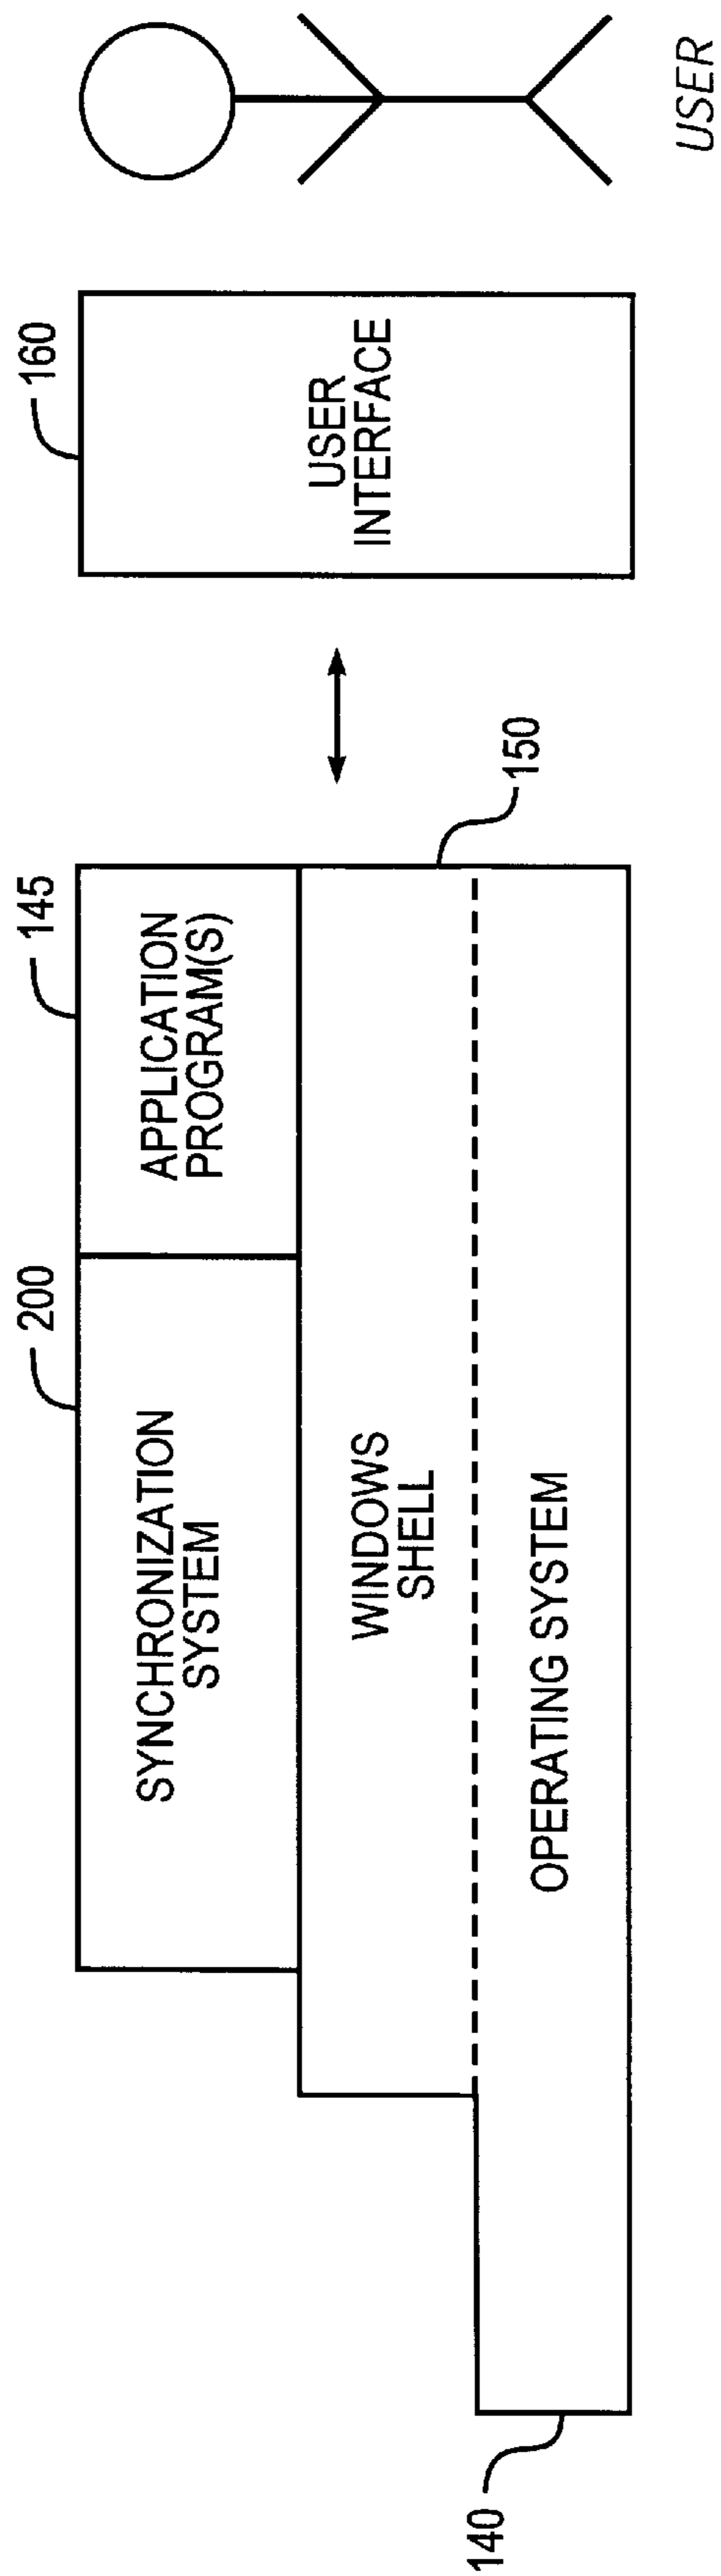 200
145
160
SYNCHRONIZATION
SYSTEM
APPLICATION
PROGRAM(S)
USER
INTERFACE
WINDOWS
SHELL
150
OPERATING SYSTEM
140
USER